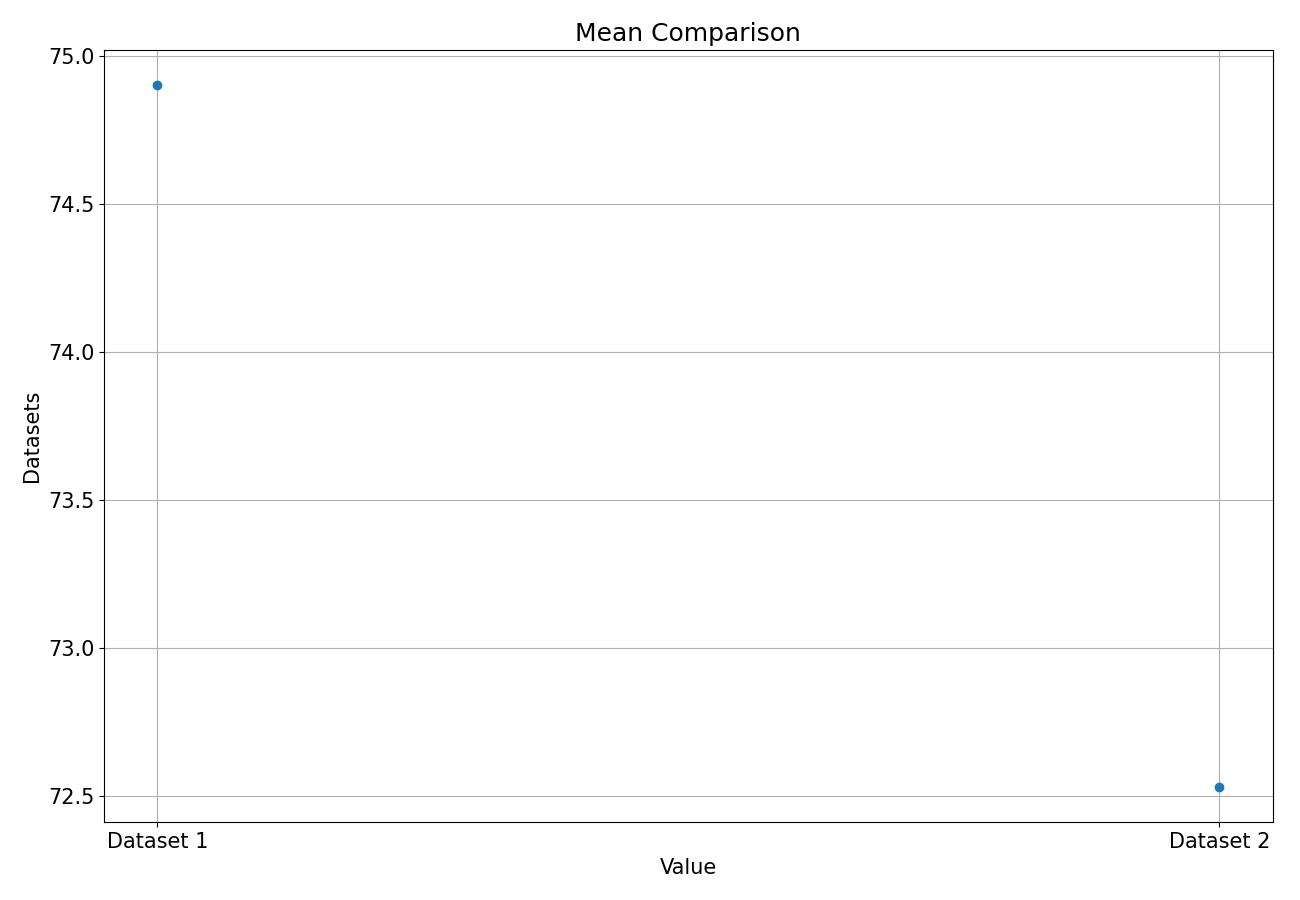 Mean Comparison
75.0
74.5
74.0
73.5
73.0
72.5
Datasets
Dataset 1
Dataset 2
Value